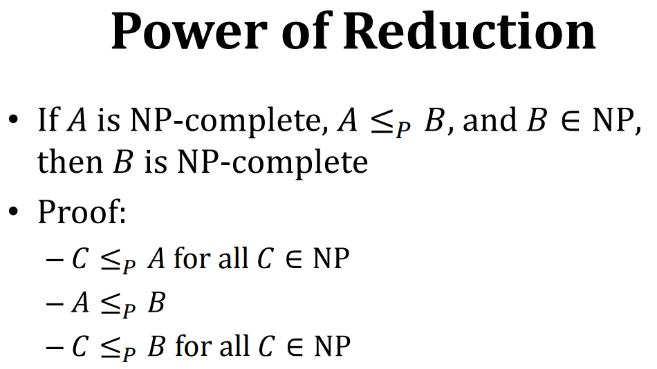 Power of Reduction
• If A is NP-complete, A ≤P B, and B ∈ NP,
then B is NP-complete
• Proof:
– C ≤P A for all C ∈ NP
– A ≤P B
– C ≤P B for all C ∈ NP